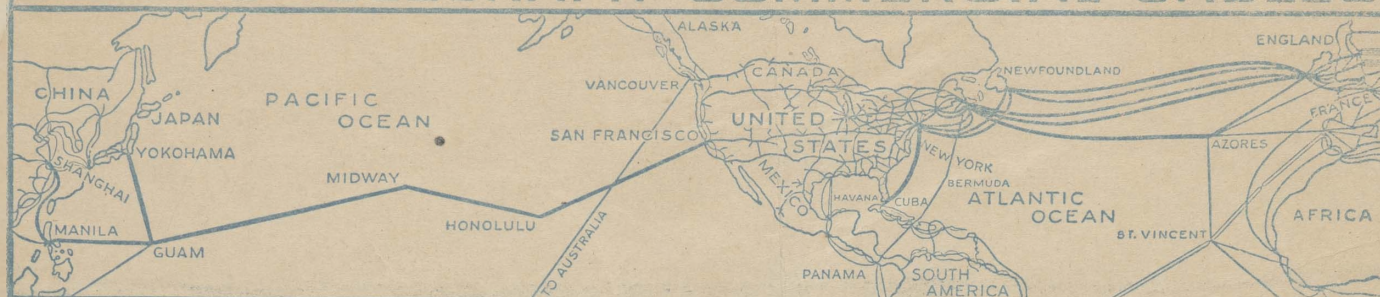 ALASKA
ENGLAND
CANADA
NEWFOUNDLAND
VANCOUVER
CHINA
PACIFIC
OCEAN
JAPAN
FRANCE
UNITED
STATES
SAN FRANCISCO
AZORES
YOKOHAMA
SHANGHAI
NEW YORK
MIDWAY
MEXICO
BERMUDA
HAVANA
CUBA
ATLANTIC
OCEAN
AFRICA
HONOLULU
MANILA
ST. VINCENT
GUAM
TO AUSTRALIA
PANAMA
SOUTH
AMERICA